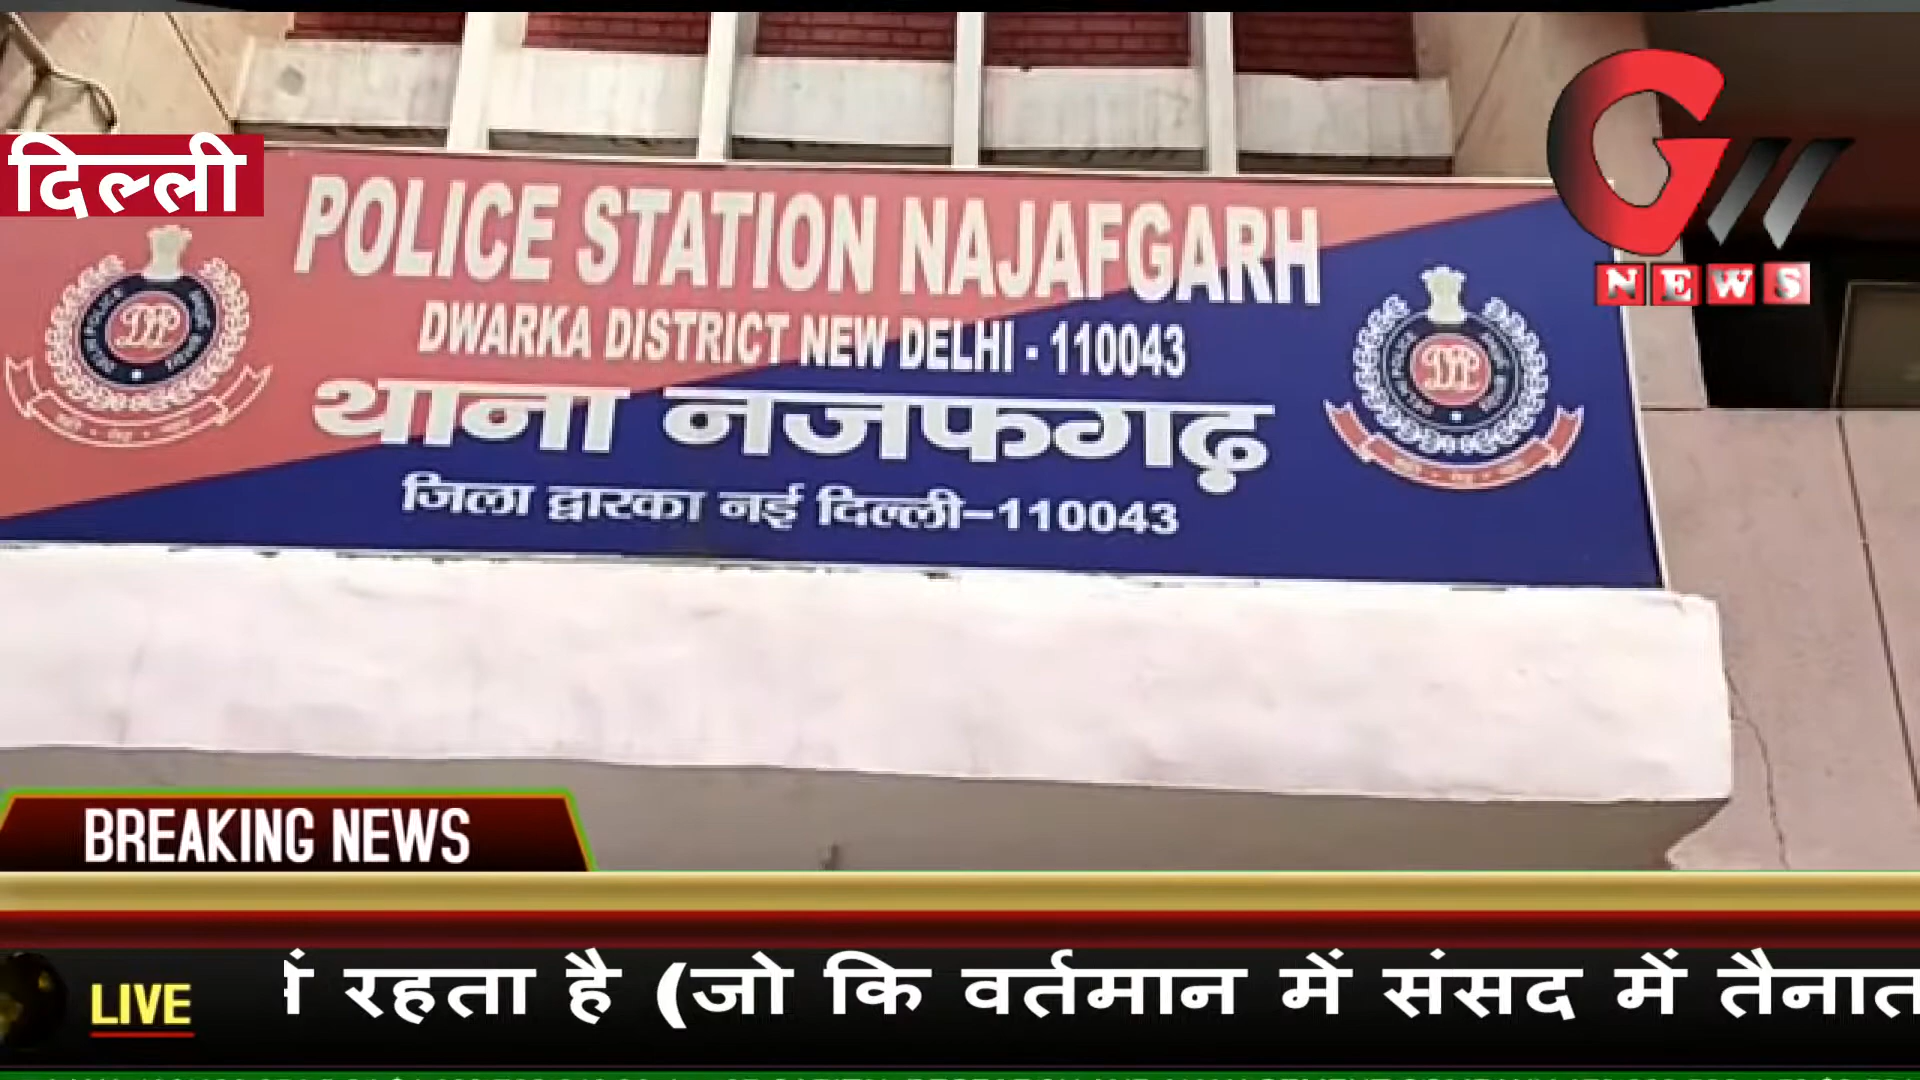 दिल्ली
G
NEWS
POLICE STATION NAJAFGARH
DWARKA DISTRICT NEW DELHI - 110043
थाना नजफगढ़
जिला द्वारका नई दिल्ली–110043
BREAKING NEWS
LIVE
रहता है (जो कि वर्तमान में संसद में तैनात